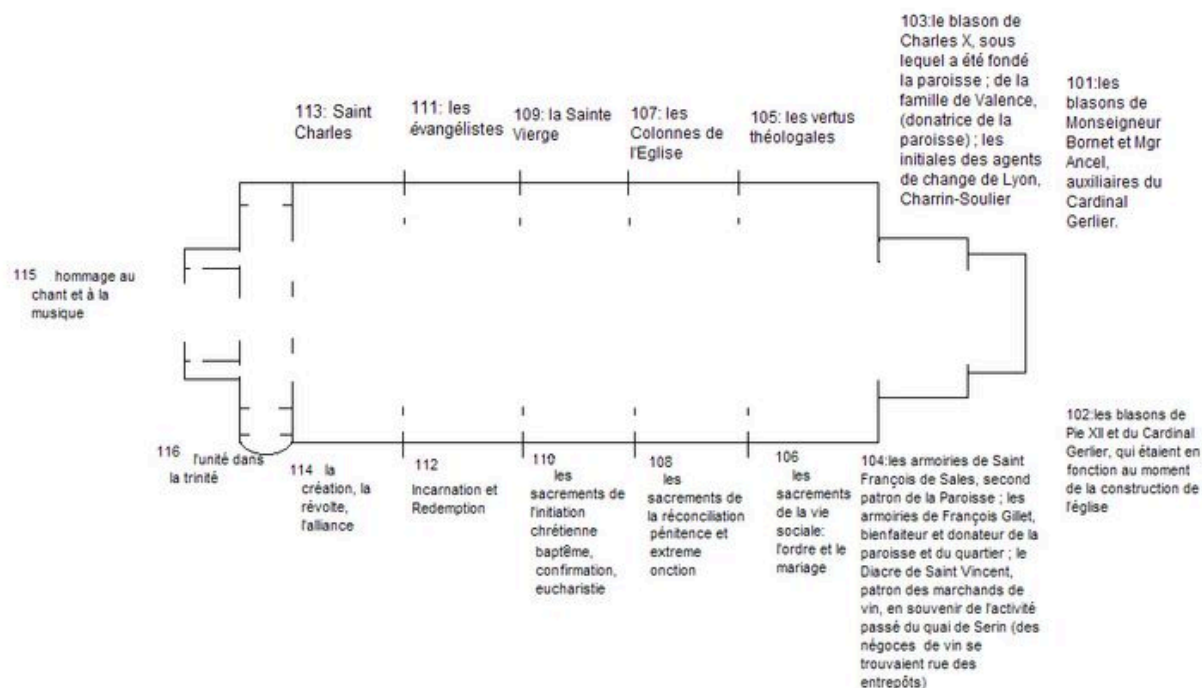 103:le blason de
Charles X, sous
lequel a été fondé
la paroisse ; de la
famille de Valence,
(donatrice de la
paroisse) ; les
initiales des agents
de change de Lyon,
Charrin-Soulier
101:les
blasons de
Monseigneur
Bornet et Mgr
Ancel,
auxiliaires du
Cardinal
Gerlier.
113: Saint
Charles
111: les
évangélistes
109: la Sainte
Vierge
107: les
Colonnes de
l'Eglise
105: les vertus
théologales
115 hommage au
chant et à la
musique
116 l'unité dans
la trinité
114 la
création, la
révolte,
l'alliance
112
Incarnation et
Redemption
110
les
sacrements de
l'initiation
chrétienne
baptême,
confirmation,
eucharistie
108
les
sacrements de
la réconciliation
pénitence et
extreme
onction
106
les
sacrements
de la vie
sociale:
l'ordre et le
mariage
104:les armoiries de Saint
François de Sales, second
patron de la Paroisse ; les
armoiries de François Gillet,
bienfaiteur et donateur de la
paroisse et du quartier ; le
Diacre de Saint Vincent,
patron des marchands de
vin, en souvenir de l'activité
passé du quai de Serin (des
négoces de vin se
trouvaient rue des
entrepôts)
102:les blasons de
Pie XII et du Cardinal
Gerlier, qui étaient en
fonction au moment
de la construction de
l'église